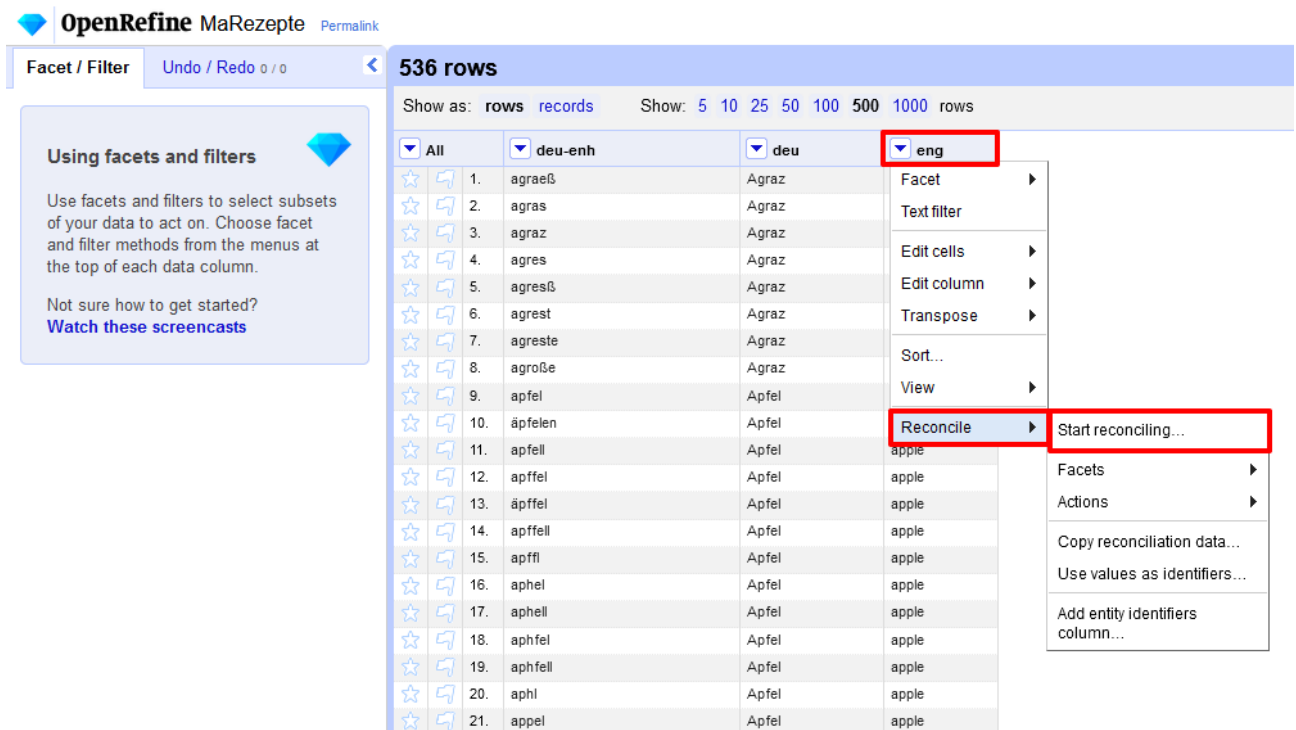 OpenRefine MaRezepte Permalink
Facet / Filter Undo / Redo 0 / 0
536 rows
Show as: rows records Show: 5 10 25 50 100 500 1000 rows
Using facets and filters
Use facets and filters to select subsets
of your data to act on. Choose facet
and filter methods from the menus at
the top of each data column.
Not sure how to get started?
Watch these screencasts
All deu-enh deu eng
1. agraeß Agraz
2. agras Agraz
3. agraz Agraz
4. agres Agraz
5. agresß Agraz
6. agrest Agraz
7. agreste Agraz
8. agroße Agraz
9. apfel Apfel
10. äpfelen Apfel
11. apfell Apfel apple
12. apffel Apfel apple
13. äpffel Apfel apple
14. apffell Apfel apple
15. apffl Apfel apple
16. aphel Apfel apple
17. aphell Apfel apple
18. aphfel Apfel apple
19. aphfell Apfel apple
20. aphl Apfel apple
21. appel Apfel apple
Facet
Text filter
Edit cells
Edit column
Transpose
Sort...
View
Reconcile
Start reconciling...
Facets
Actions
Copy reconciliation data...
Use values as identifiers...
Add entity identifiers
column...